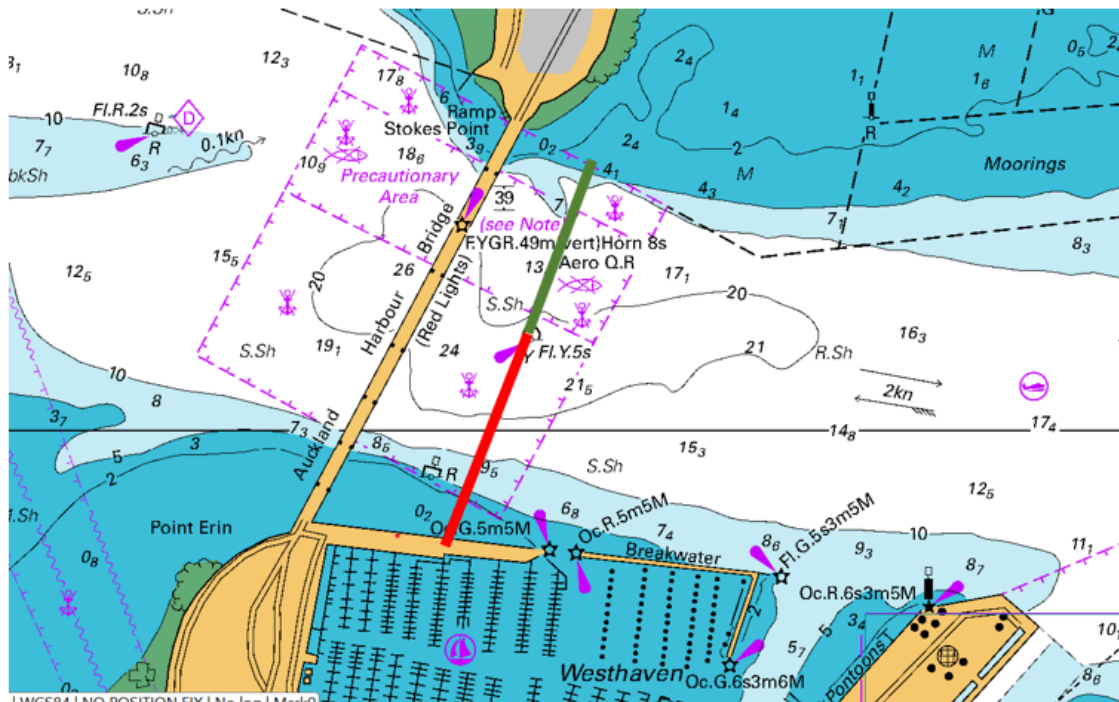 S.Sh
G
M
10₈
12₃
17₈
6
2₄
1₁
1₆
0₅
8₁
Fl.R.2s
D
Ramp
Stokes Point
1₄
10
7₇
R
6₃
0.1kn
3₉
0₂
2₄
R
2
bkSh
10₉
18₆
Precautionary
Area
39
7
4₁
4₃
M
4₂
Moorings
(see Note)
7₁
8₃
Bridge
F.YGR.49m(vert)Horn 8s
Aero Q.R
12₅
15₅
20
26
13
17₁
(Red Lights)
Harbour
S.Sh
20
16₃
S.Sh
19₁
24
Y
Fl.Y.5s
21
R.Sh
10
21₅
2kn
3₇
8
17₄
7₃
8₅
14₈
5
3
Auckland
15₃
2
R
9₅
S.Sh
12₅
Point Erin
0₂
Oc.G.5m5M
6₈
Oc.R.5m5M
7₄
8₆
Fl.G.5s3m5M
10
9₃
11₁
0₈
Breakwater
8₇
Oc.R.6s3m5M
2
3₄
5
10₁
5₇
Westhaven
Oc.G.6s3m6M
Pontoons
8₆
WGS84 | NO POSITION FIX | No log | Mark0